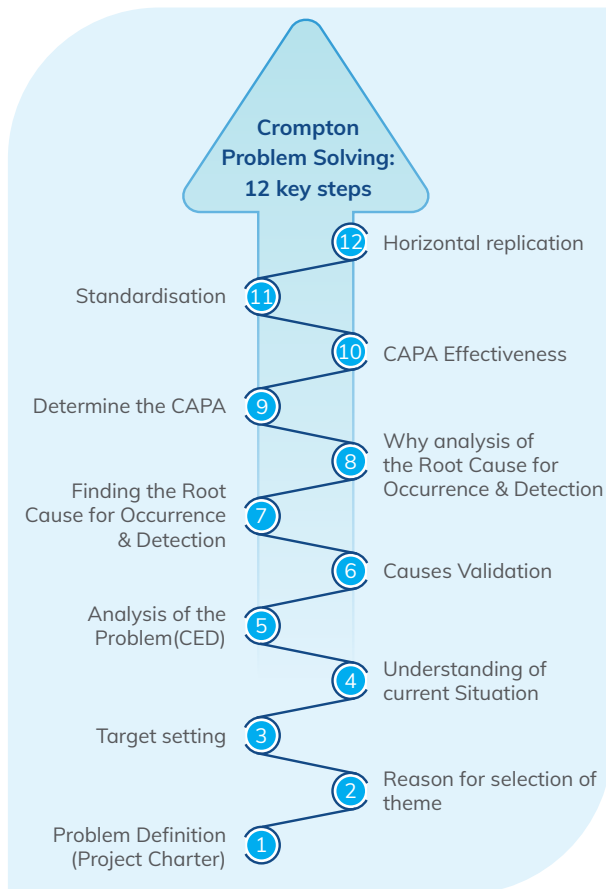 Crompton
Problem Solving:
12 key steps
12
Horizontal replication
Standardisation
11
10
CAPA Effectiveness
Determine the CAPA
9
8
Why analysis of
the Root Cause for
Occurrence & Detection
Finding the Root
Cause for Occurrence
& Detection
7
6
Causes Validation
Analysis of the
Problem(CED)
5
4
Understanding of
current Situation
Target setting
3
2
Reason for selection of
theme
Problem Definition
(Project Charter)
1